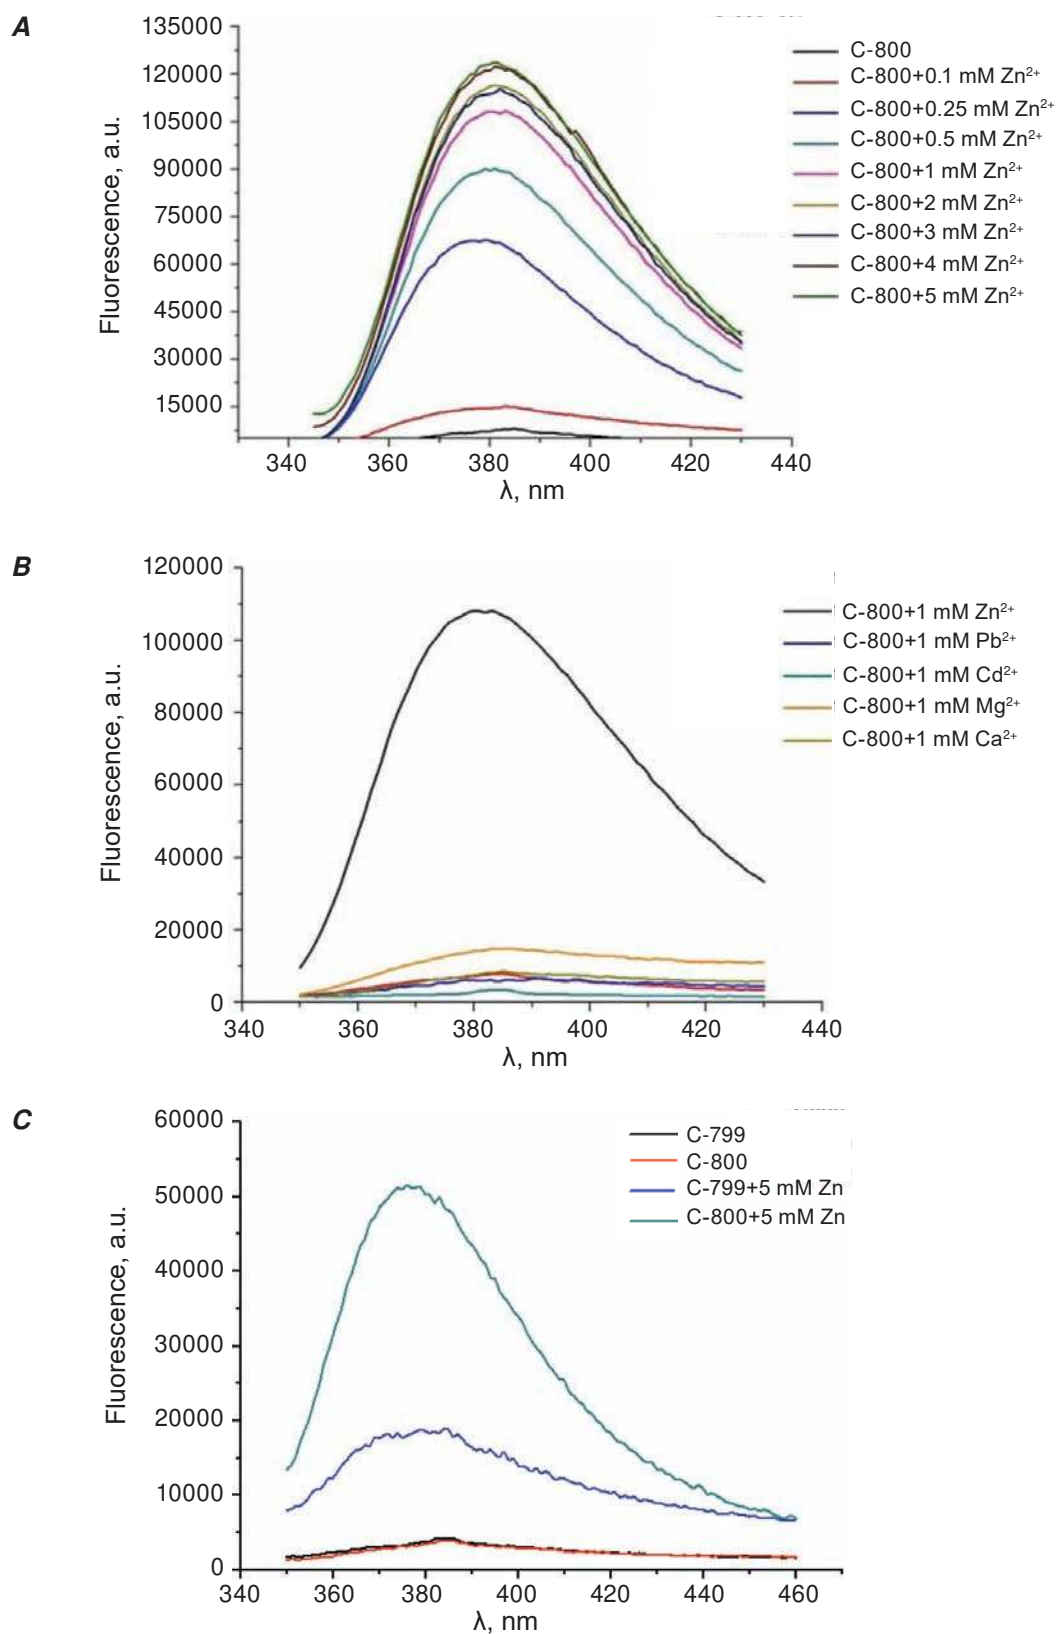 A
135000
120000
105000
90000
75000
60000
45000
30000
15000
Fluorescence, a.u.
340 360 380 400 420 440
λ, nm
C-800
C-800+0.1 mM Zn²⁺
C-800+0.25 mM Zn²⁺
C-800+0.5 mM Zn²⁺
C-800+1 mM Zn²⁺
C-800+2 mM Zn²⁺
C-800+3 mM Zn²⁺
C-800+4 mM Zn²⁺
C-800+5 mM Zn²⁺
B
120000
100000
80000
60000
40000
20000
0
Fluorescence, a.u.
340 360 380 400 420 440
λ, nm
C-800+1 mM Zn²⁺
C-800+1 mM Pb²⁺
C-800+1 mM Cd²⁺
C-800+1 mM Mg²⁺
C-800+1 mM Ca²⁺
C
60000
50000
40000
30000
20000
10000
0
Fluorescence, a.u.
340 360 380 400 420 440 460
λ, nm
C-799
C-800
C-799+5 mM Zn
C-800+5 mM Zn